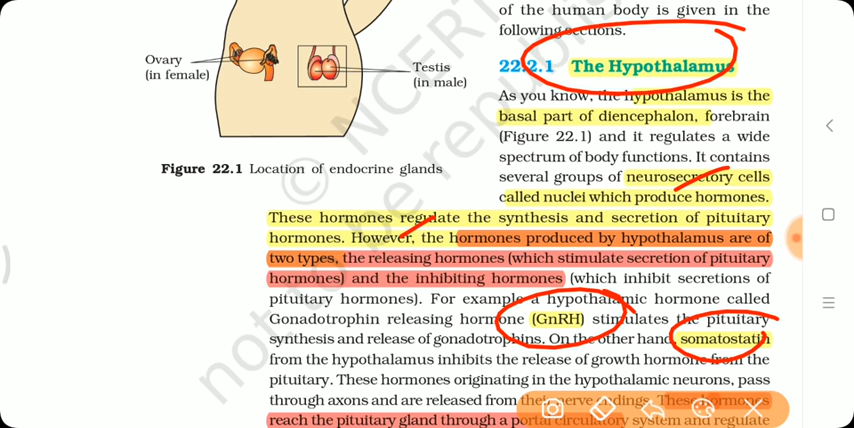 of the human body is given in the
following sections.
Ovary
(in female)
Testis
(in male)
Figure 22.1 Location of endocrine glands
22.2.1 The Hypothalamus
As you know, the hypothalamus is the
basal part of diencephalon, forebrain
(Figure 22.1) and it regulates a wide
spectrum of body functions. It contains
several groups of neurosecretory cells
called nuclei which produce hormones.
These hormones regulate the synthesis and secretion of pituitary
hormones. However, the hormones produced by hypothalamus are of
two types, the releasing hormones (which stimulate secretion of pituitary
hormones) and the inhibiting hormones (which inhibit secretions of
pituitary hormones). For example a hypothalamic hormone called
Gonadotrophin releasing hormone (GnRH) stimulates the pituitary
synthesis and release of gonadotrophins. On the other hand, somatostatin
from the hypothalamus inhibits the release of growth hormone from the
pituitary. These hormones originating in the hypothalamic neurons, pass
through axons and are released from their nerve endings. These hormones
reach the pituitary gland through a portal circulatory system and regulate
© NCERT
not to be republish